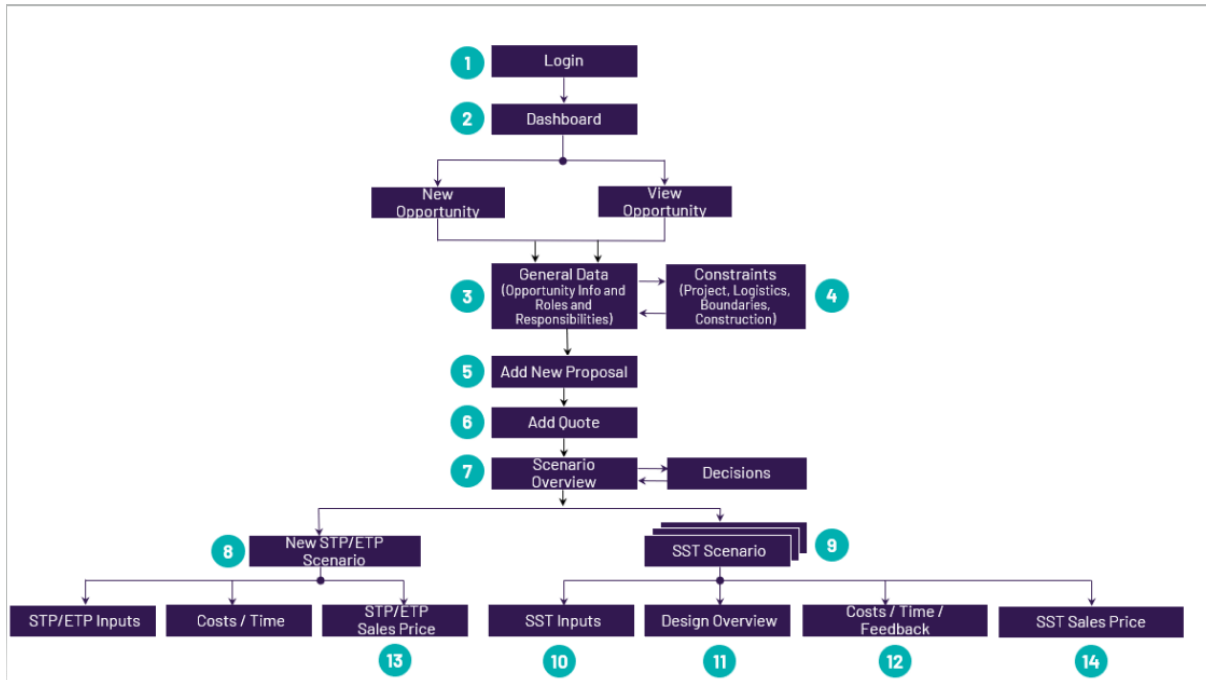 1
Login
2
Dashboard
New
Opportunity
View
Opportunity
3
General Data
(Opportunity Info and
Roles and
Responsibilities)
Constraints
(Project, Logistics,
Boundaries,
Construction)
4
5
Add New Proposal
6
Add Quote
7
Scenario
Overview
Decisions
8
New STP/ETP
Scenario
SST Scenario
9
STP/ETP Inputs
Costs / Time
STP/ETP
Sales Price
SST Inputs
Design Overview
Costs / Time /
Feedback
SST Sales Price
13
10
11
12
14